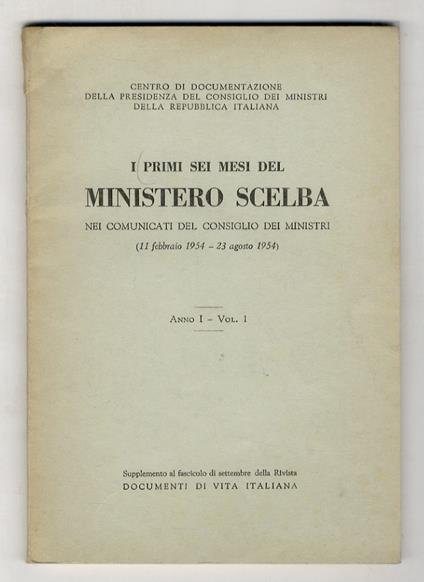 CENTRO DI DOCUMENTAZIONE
DELLA PRESIDENZA DEL CONSIGLIO DEI MINISTRI
DELLA REPUBBLICA ITALIANA
I PRIMI SEI MESI DEL
MINISTERO SCELBA
NEI COMUNICATI DEL CONSIGLIO DEI MINISTRI
(11 febbraio 1954 - 23 agosto 1954)
ANNO I - VOL. 1
Supplemento al fascicolo di settembre della Rivista
DOCUMENTI DI VITA ITALIANA